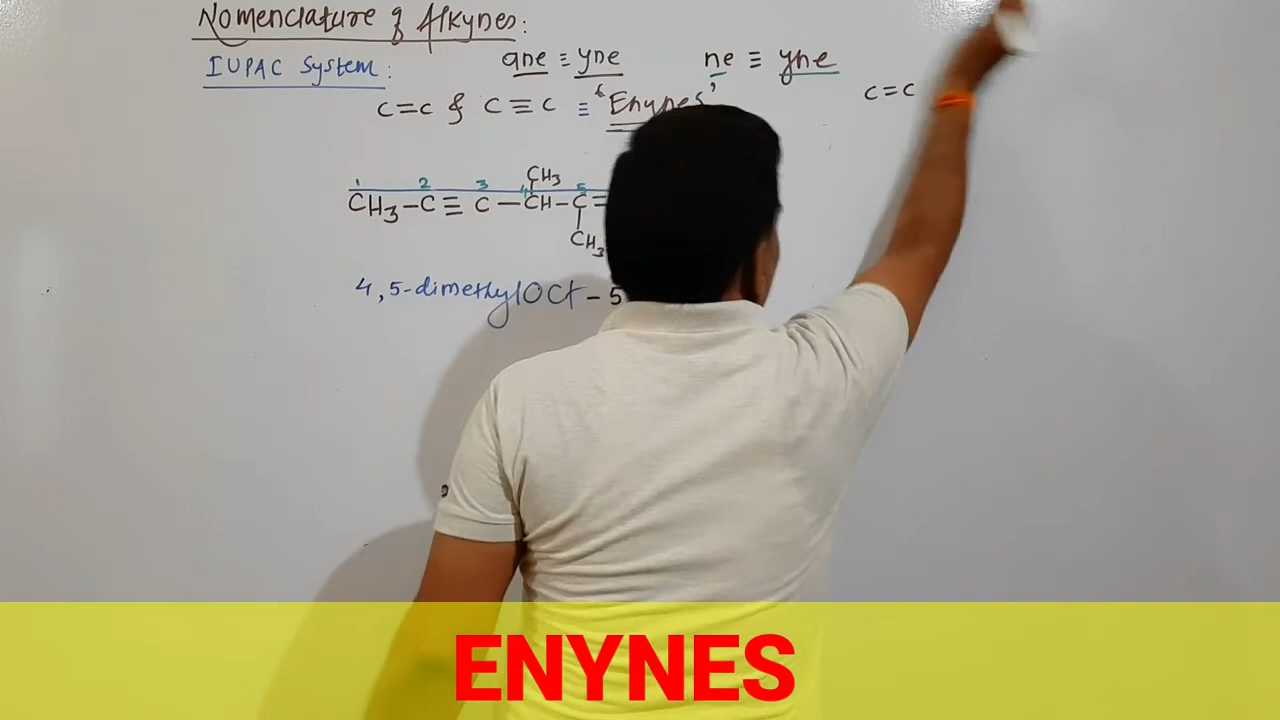 Nomenclature of Alkynes:
IUPAC System: ane ≡ yne ne ≡ yne
C=C & C≡C ≡ "Enynes" C=C
CH3
1 2 3 4 5
CH3-C≡C-CH-C=
CH3
4,5-dimethylOct-5
ENYNES